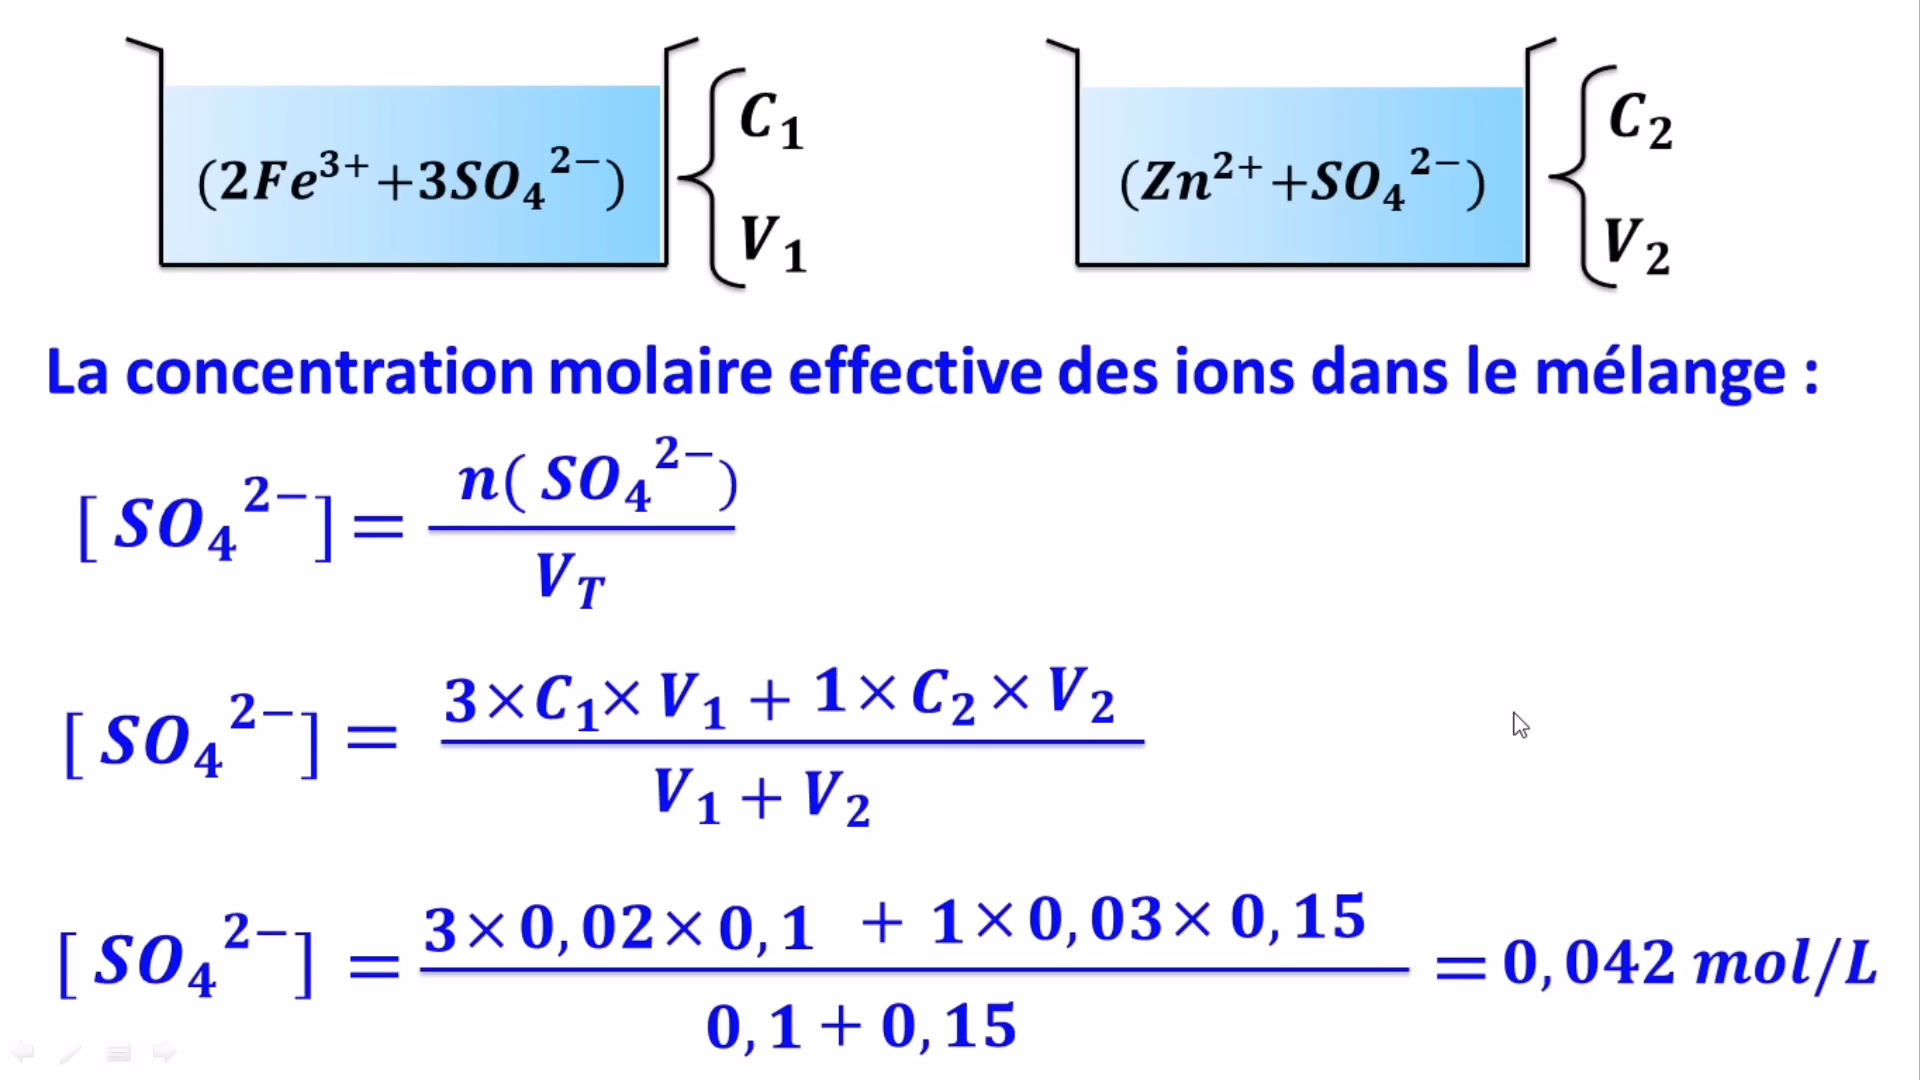 (2Fe³⁺+3SO₄²⁻) { C₁ V₁
(Zn²⁺+SO₄²⁻) { C₂ V₂
La concentration molaire effective des ions dans le mélange :
[SO₄²⁻] = n(SO₄²⁻) / V_T
[SO₄²⁻] = (3×C₁×V₁ + 1×C₂×V₂) / (V₁ + V₂)
[SO₄²⁻] = (3×0,02×0,1 + 1×0,03×0,15) / (0,1 + 0,15) = 0,042 mol/L